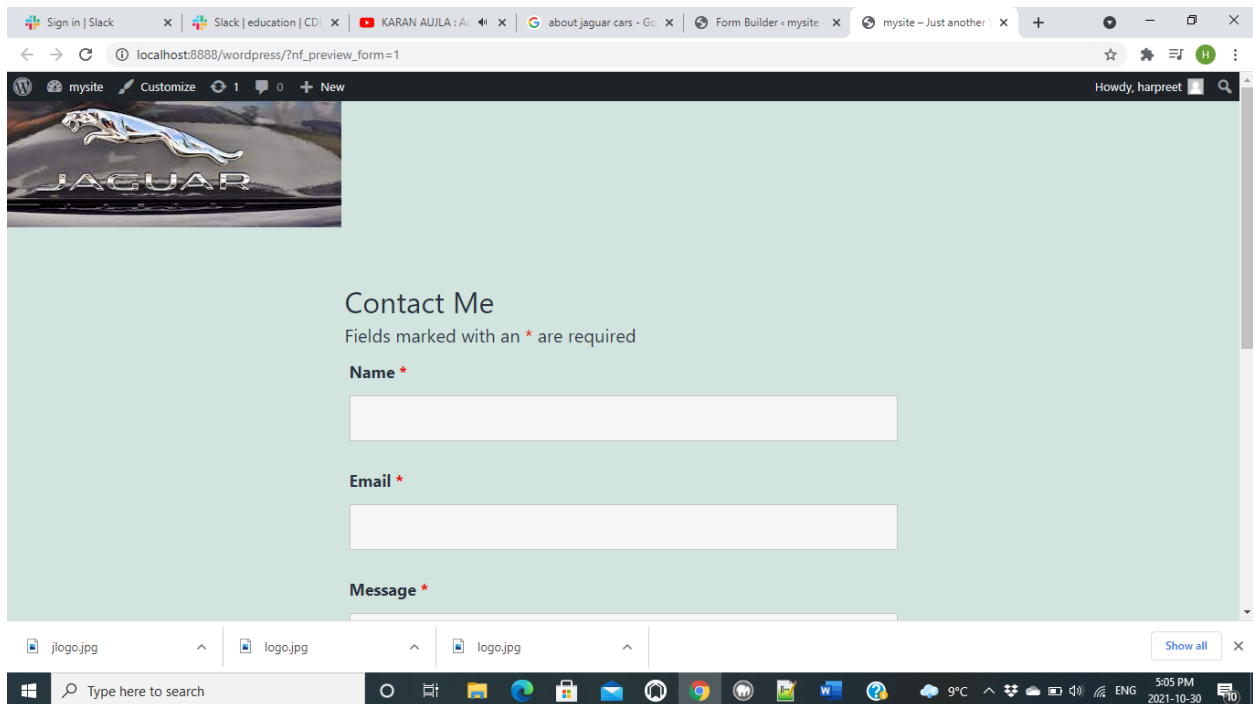 Sign in | Slack
Slack | education | CDI
KARAN AUJLA : Ac
about jaguar cars - Go
Form Builder ‹ mysite -
mysite – Just another
localhost:8888/wordpress/?nf_preview_form=1
H
mysite
Customize
1
0
New
Howdy, harpreet
JAGUAR
Contact Me
Fields marked with an * are required
Name *
Email *
Message *
jlogo.jpg
logo.jpg
logo.jpg
Show all
Type here to search
9°C
ENG
5:05 PM
2021-10-30